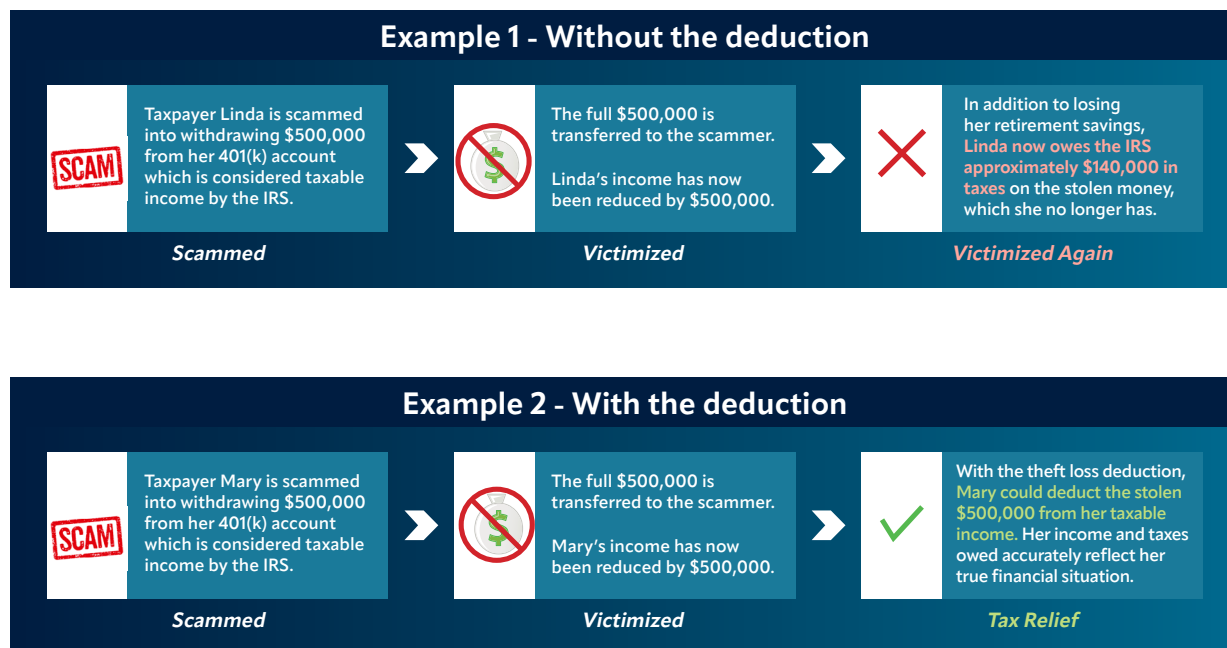 Example 1 - Without the deduction
SCAM
Taxpayer Linda is scammed
into withdrawing $500,000
from her 401(k) account
which is considered taxable
income by the IRS.
Scammed
$
The full $500,000 is
transferred to the scammer.
Linda's income has now
been reduced by $500,000.
Victimized
In addition to losing
her retirement savings,
Linda now owes the IRS
approximately $140,000 in
taxes on the stolen money,
which she no longer has.
Victimized Again
Example 2 - With the deduction
SCAM
Taxpayer Mary is scammed
into withdrawing $500,000
from her 401(k) account
which is considered taxable
income by the IRS.
Scammed
$
The full $500,000 is
transferred to the scammer.
Mary's income has now
been reduced by $500,000.
Victimized
With the theft loss deduction,
Mary could deduct the stolen
$500,000 from her taxable
income. Her income and taxes
owed accurately reflect her
true financial situation.
Tax Relief